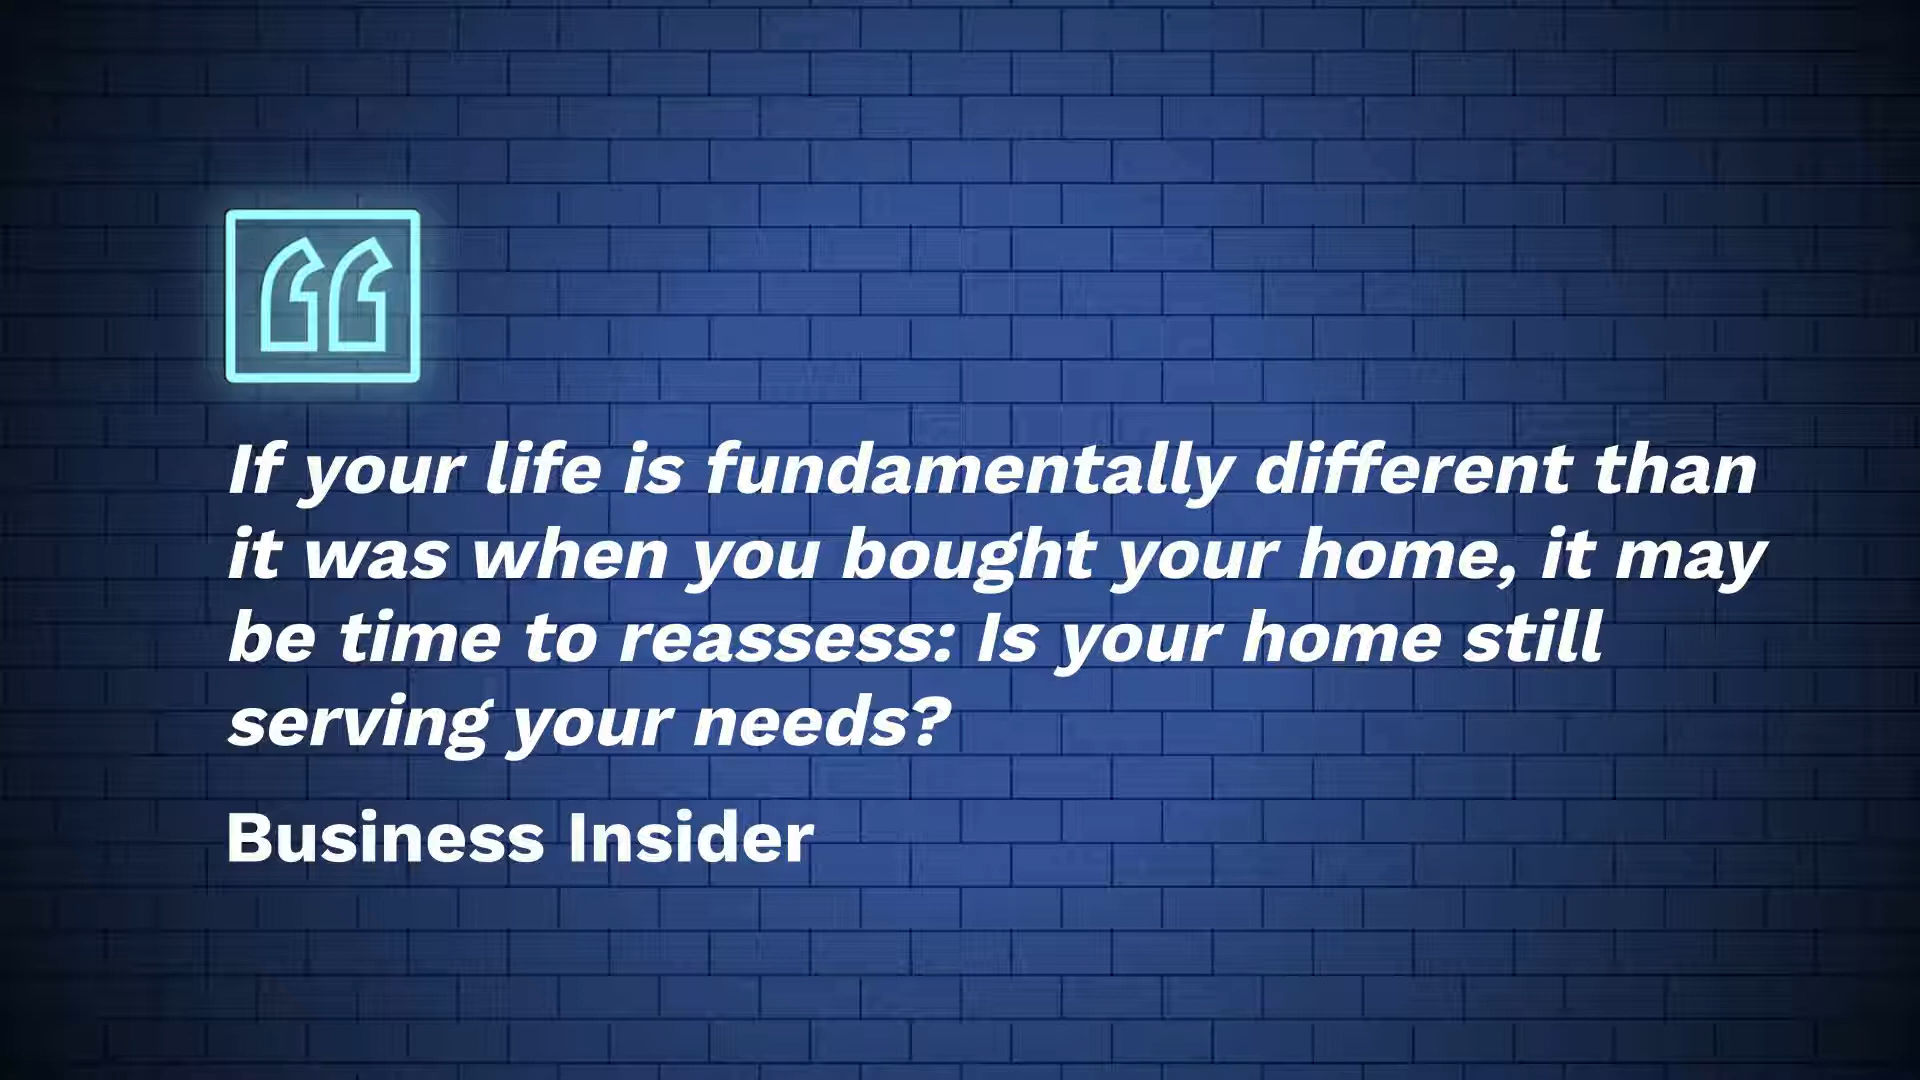 If your life is fundamentally different than
it was when you bought your home, it may
be time to reassess: Is your home still
serving your needs?
Business Insider